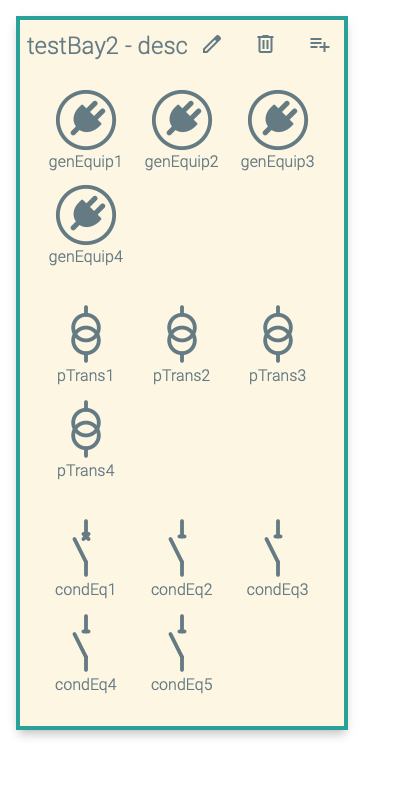 testBay2 - desc
genEquip1 genEquip2 genEquip3
genEquip4
pTrans1 pTrans2 pTrans3
pTrans4
condEq1 condEq2 condEq3
condEq4 condEq5